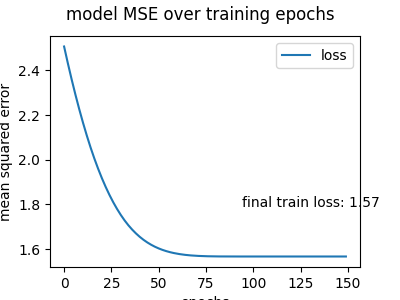 model MSE over training epochs
loss
mean squared error
2.4
2.2
2.0
1.8
1.6
final train loss: 1.57
0 25 50 75 100 125 150
epochs